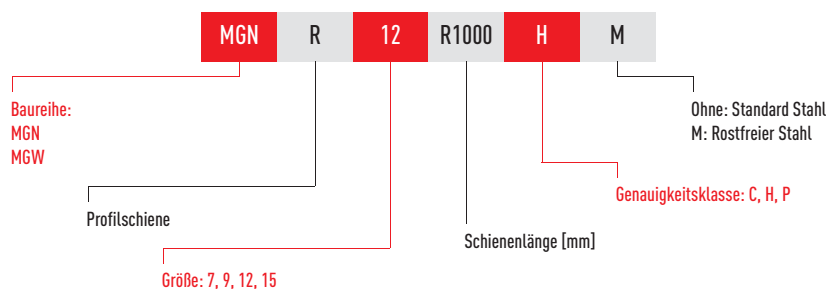 MGN R 12 R1000 H M
Baureihe:
MGN
MGW
Ohne: Standard Stahl
M: Rostfreier Stahl
Genauigkeitsklasse: C, H, P
Profilschiene
Schienenlänge [mm]
Größe: 7, 9, 12, 15